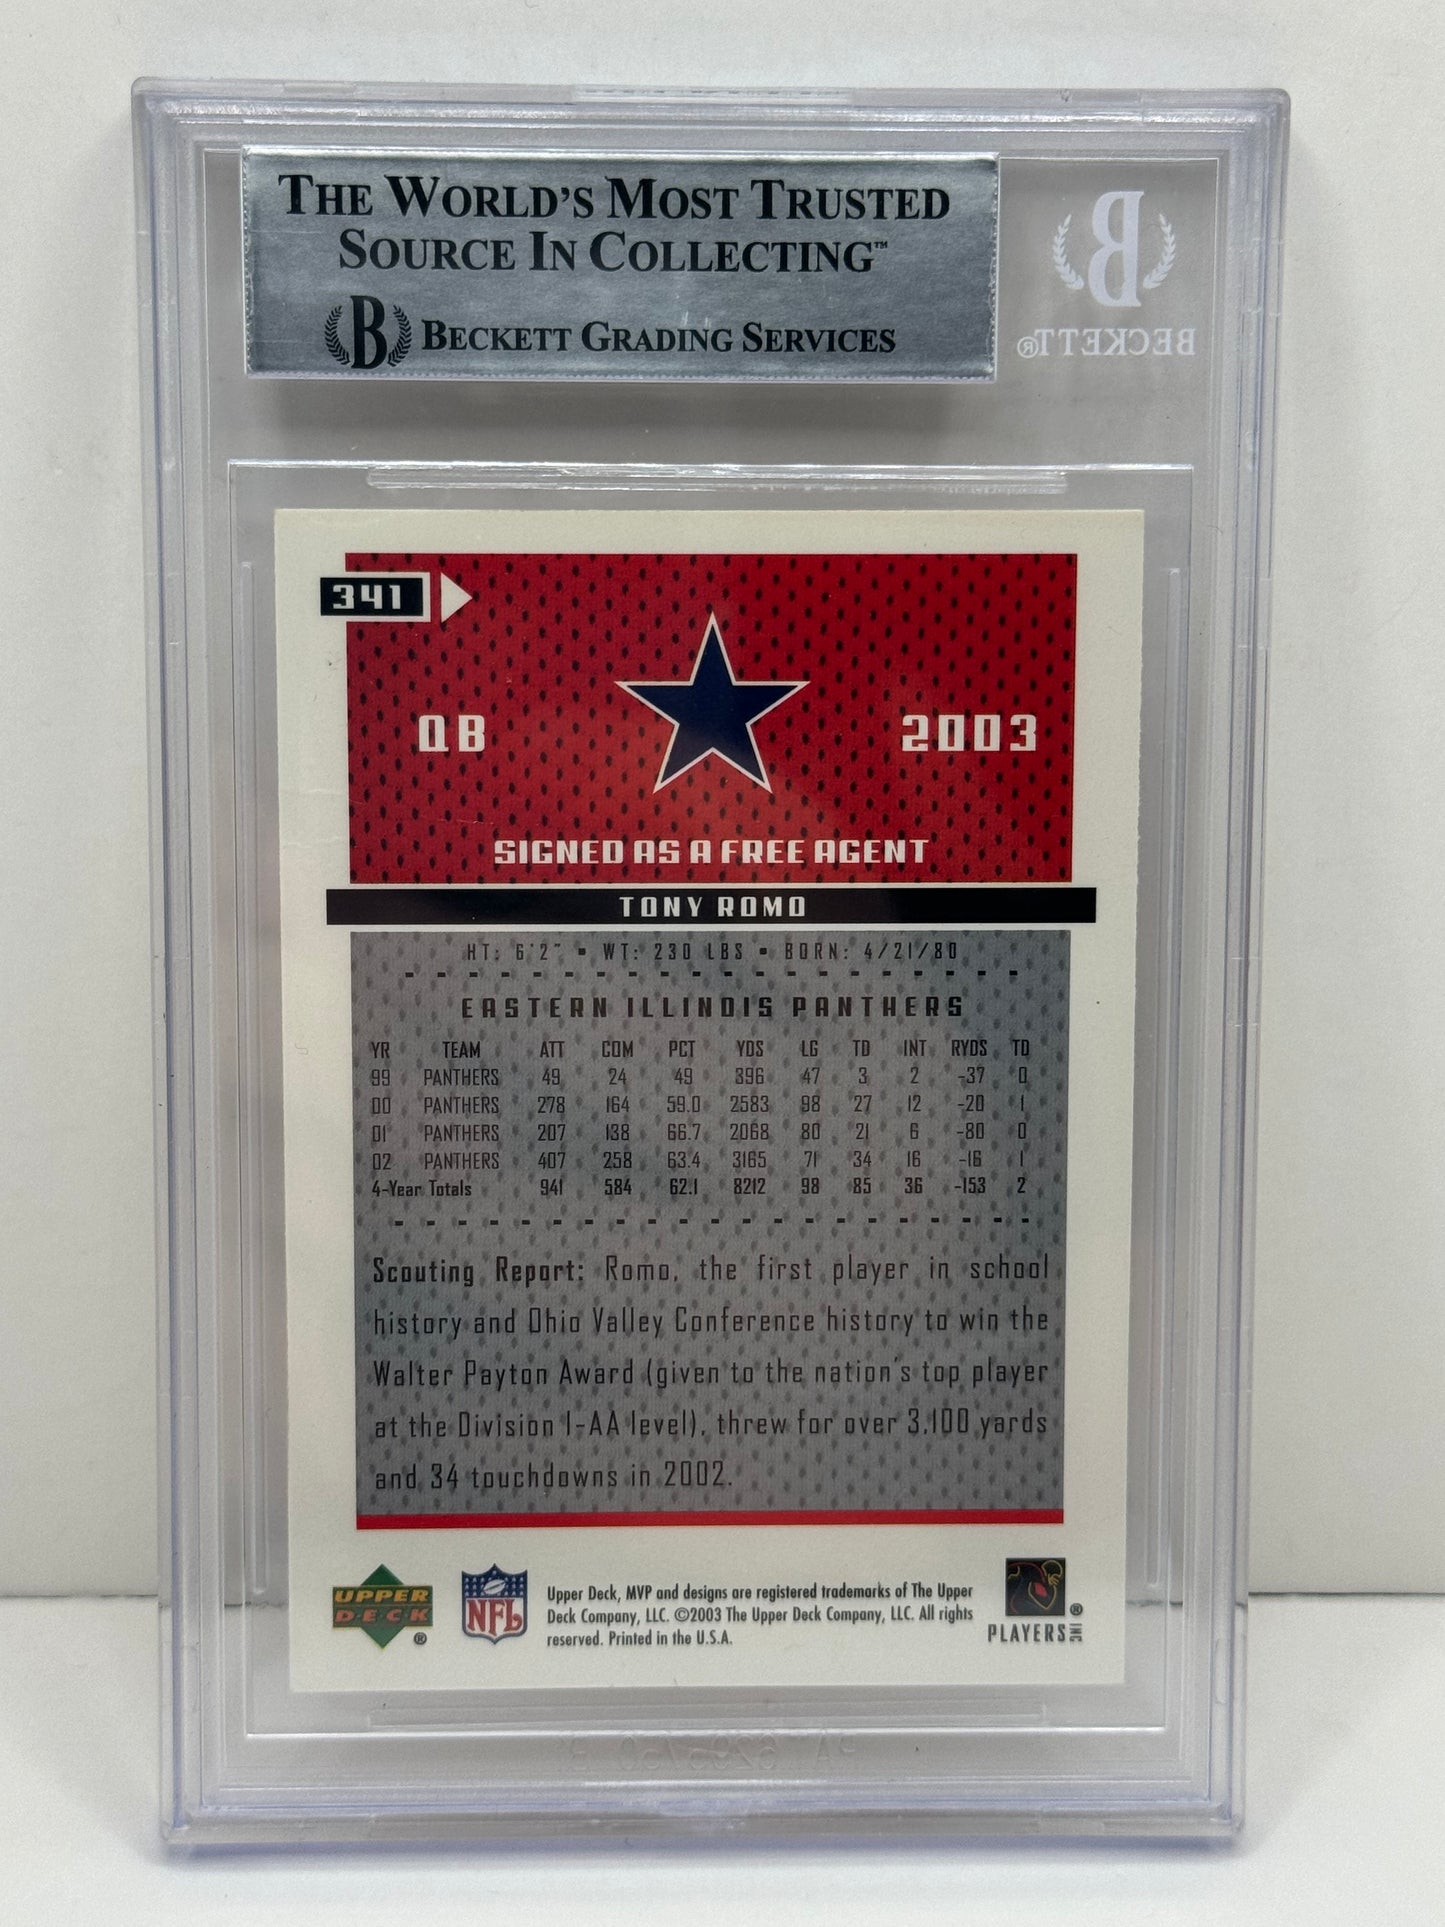 THE WORLD'S MOST TRUSTED
SOURCE IN COLLECTING™
B BECKETT GRADING SERVICES
B
BECKETT®
341
QB
2003
SIGNED AS A FREE AGENT
TONY ROMO
HT: 6'2" • WT: 230 LBS • BORN: 4/21/80
EASTERN ILLINOIS PANTHERS
YR TEAM ATT COM PCT YDS LG TD INT RYDS TD
99 PANTHERS 49 24 49 396 47 3 2 -37 0
00 PANTHERS 278 164 59.0 2583 98 27 12 -20 1
01 PANTHERS 207 138 66.7 2068 80 21 6 -80 0
02 PANTHERS 407 258 63.4 3165 71 34 16 -16 1
4-Year Totals 941 584 62.1 8212 98 85 36 -153 2
Scouting Report: Romo, the first player in school
history and Ohio Valley Conference history to win the
Walter Payton Award (given to the nation's top player
at the Division I-AA level), threw for over 3,100 yards
and 34 touchdowns in 2002.
UPPER
DECK
®
NFL
Upper Deck, MVP and designs are registered trademarks of The Upper
Deck Company, LLC. ©2003 The Upper Deck Company, LLC. All rights
reserved. Printed in the U.S.A.
PLAYERS INC ®